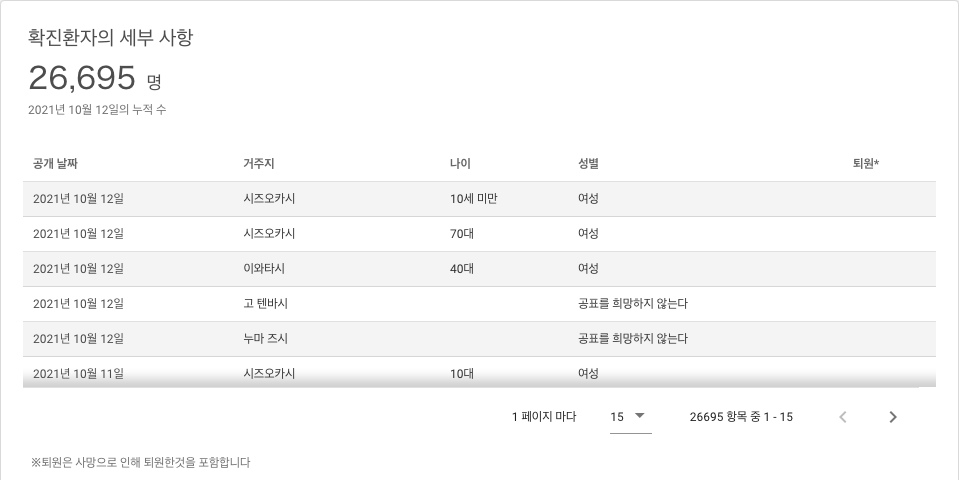 확진환자의 세부 사항
26,695 명
2021년 10월 12일의 누적 수
공개 날짜 거주지 나이 성별 퇴원*
2021년 10월 12일 시즈오카시 10세 미만 여성
2021년 10월 12일 시즈오카시 70대 여성
2021년 10월 12일 이와타시 40대 여성
2021년 10월 12일 고 텐바시 공표를 희망하지 않는다
2021년 10월 12일 누마 즈시 공표를 희망하지 않는다
2021년 10월 11일 시즈오카시 10대 여성
1 페이지 마다 15 26695 항목 중 1 - 15
※퇴원은 사망으로 인해 퇴원한것을 포함합니다